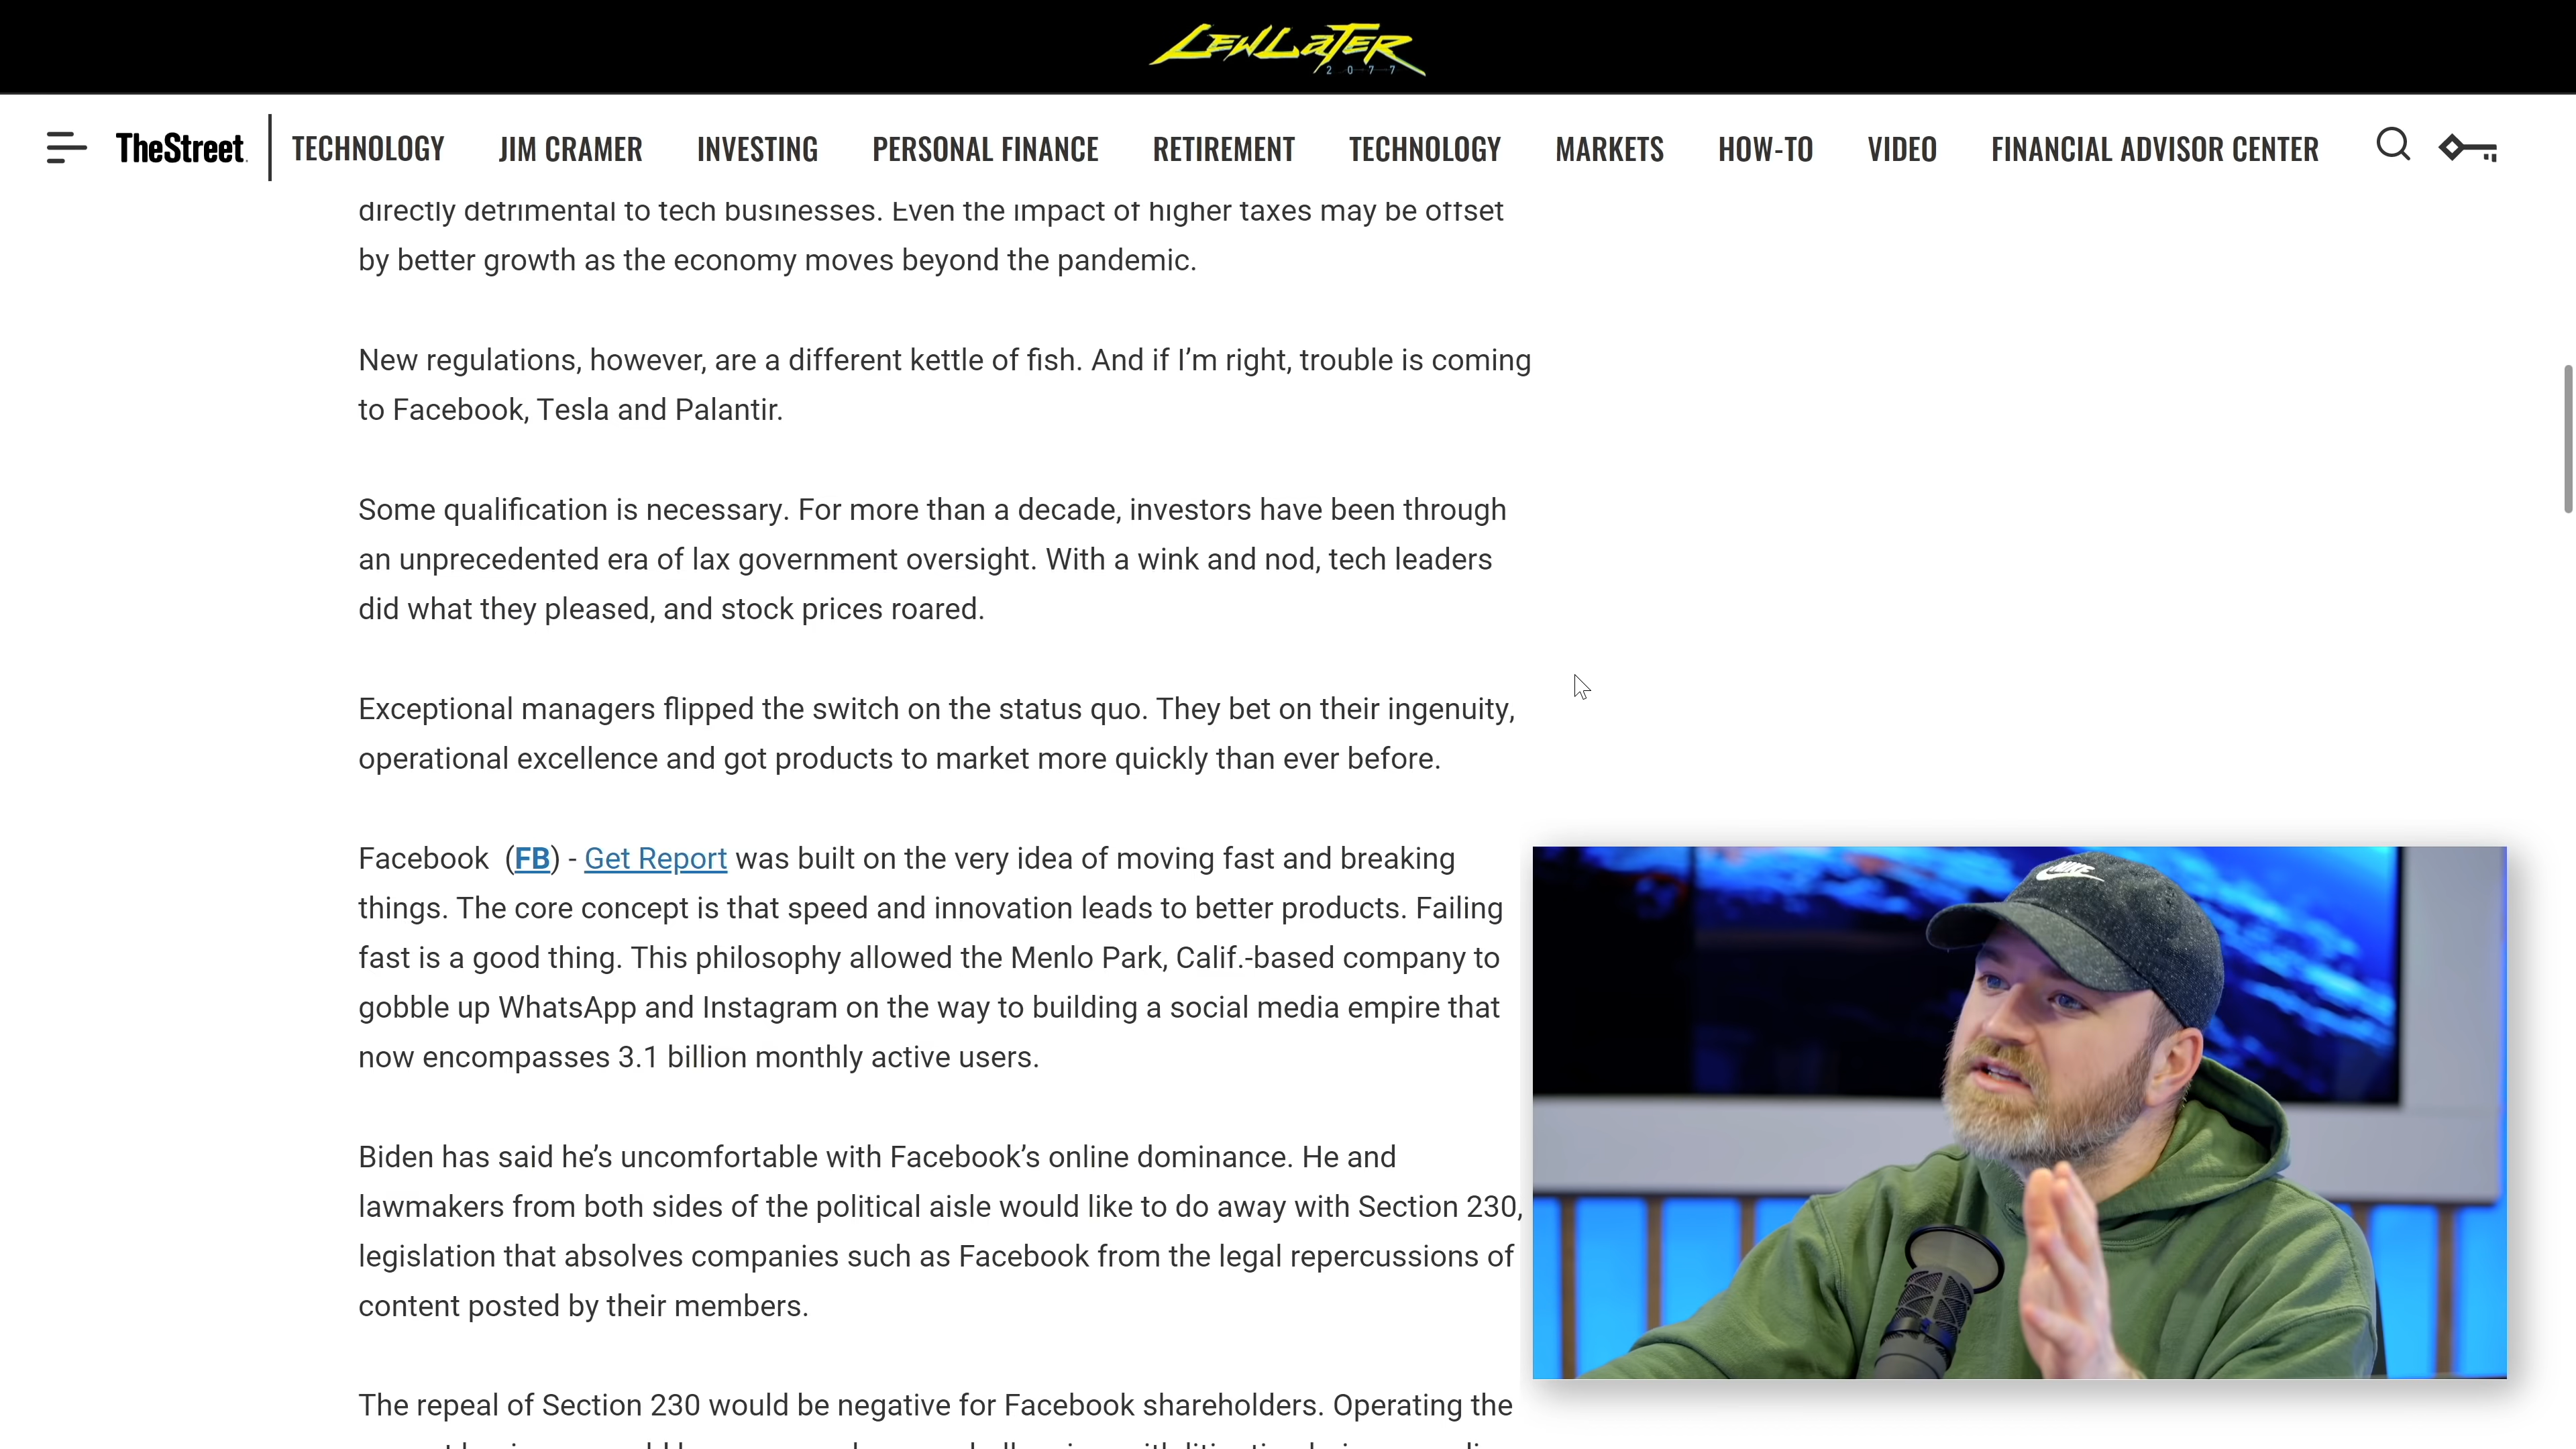 LEWLATER
2077
TheStreet TECHNOLOGY JIM CRAMER INVESTING PERSONAL FINANCE RETIREMENT TECHNOLOGY MARKETS HOW-TO VIDEO FINANCIAL ADVISOR CENTER
directly detrimental to tech businesses. Even the impact of higher taxes may be offset
by better growth as the economy moves beyond the pandemic.
New regulations, however, are a different kettle of fish. And if I’m right, trouble is coming
to Facebook, Tesla and Palantir.
Some qualification is necessary. For more than a decade, investors have been through
an unprecedented era of lax government oversight. With a wink and nod, tech leaders
did what they pleased, and stock prices roared.
Exceptional managers flipped the switch on the status quo. They bet on their ingenuity,
operational excellence and got products to market more quickly than ever before.
Facebook (FB) - Get Report was built on the very idea of moving fast and breaking
things. The core concept is that speed and innovation leads to better products. Failing
fast is a good thing. This philosophy allowed the Menlo Park, Calif.-based company to
gobble up WhatsApp and Instagram on the way to building a social media empire that
now encompasses 3.1 billion monthly active users.
Biden has said he’s uncomfortable with Facebook’s online dominance. He and
lawmakers from both sides of the political aisle would like to do away with Section 230,
legislation that absolves companies such as Facebook from the legal repercussions of
content posted by their members.
The repeal of Section 230 would be negative for Facebook shareholders. Operating the
NIKE